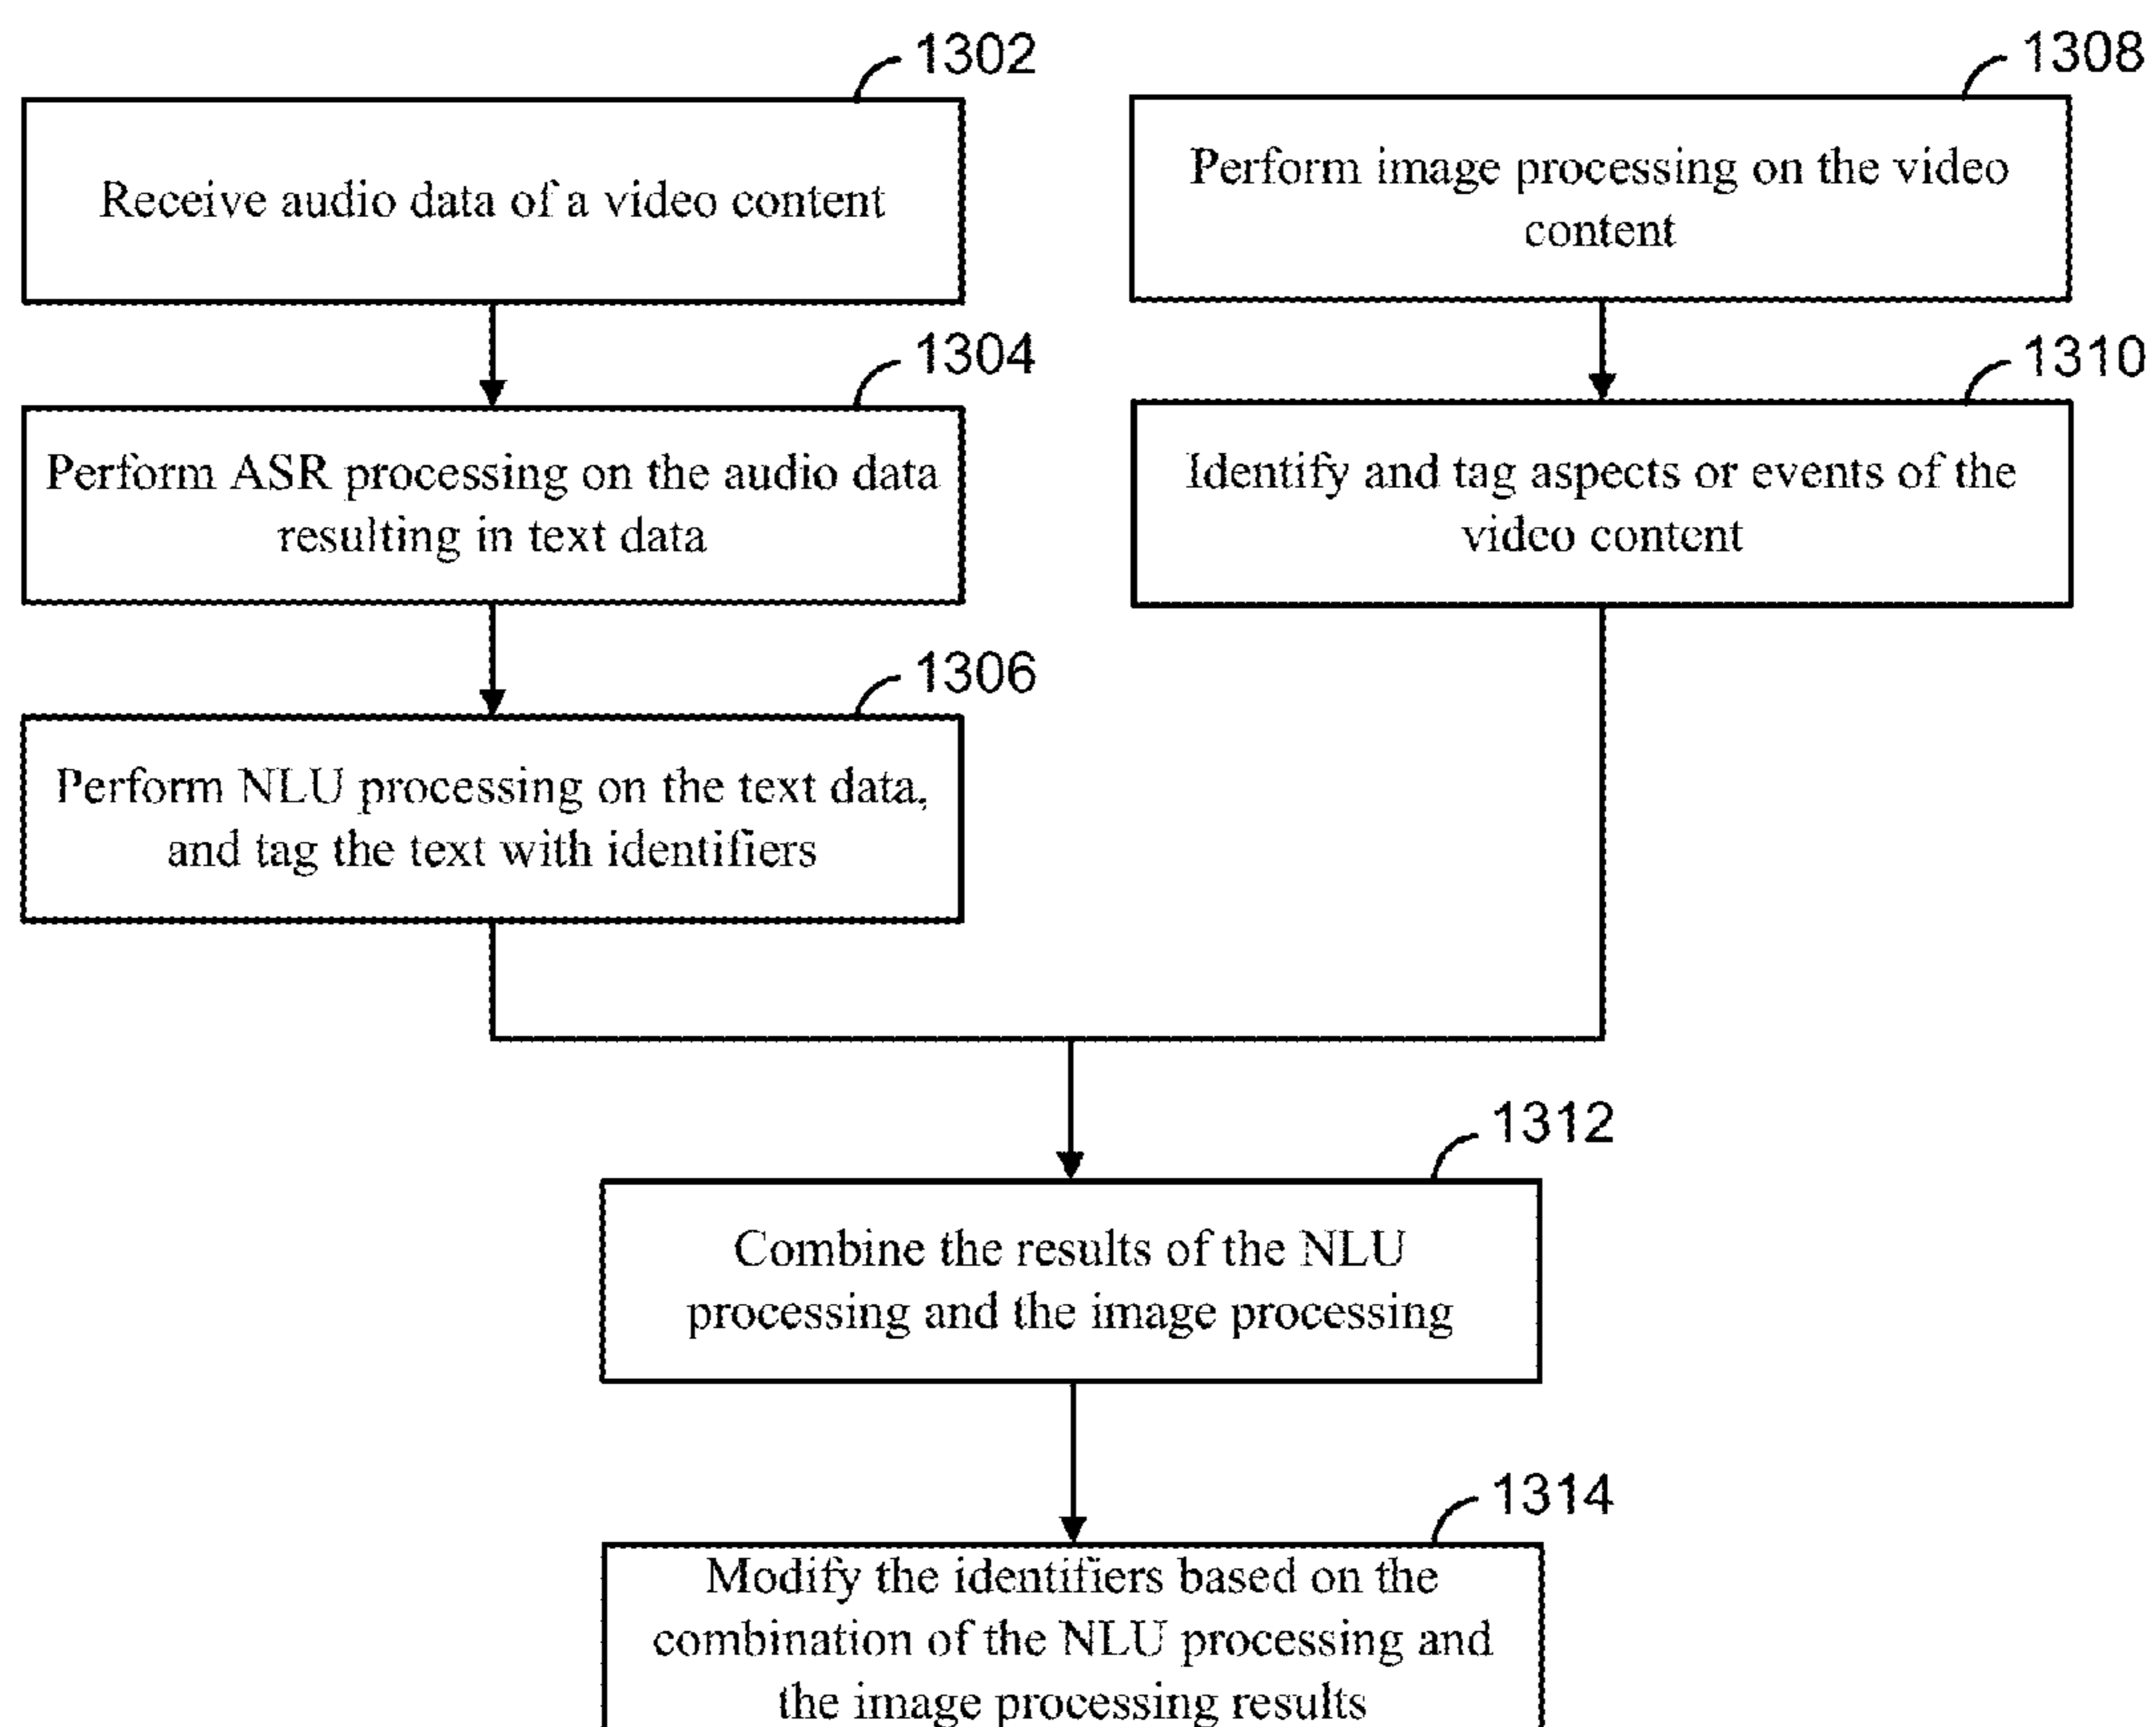 1302
Receive audio data of a video content
1304
Perform ASR processing on the audio data
resulting in text data
1306
Perform NLU processing on the text data,
and tag the text with identifiers
1308
Perform image processing on the video
content
1310
Identify and tag aspects or events of the
video content
1312
Combine the results of the NLU
processing and the image processing
1314
Modify the identifiers based on the
combination of the NLU processing and
the image processing results